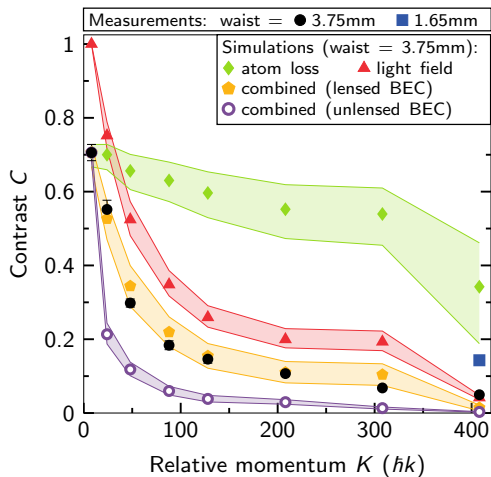 Measurements: waist = 3.75mm 1.65mm
Simulations (waist = 3.75mm):
atom loss light field
combined (lensed BEC)
combined (unlensed BEC)
Contrast C
1
0.8
0.6
0.4
0.2
0
0 100 200 300 400
Relative momentum K (ℏk)